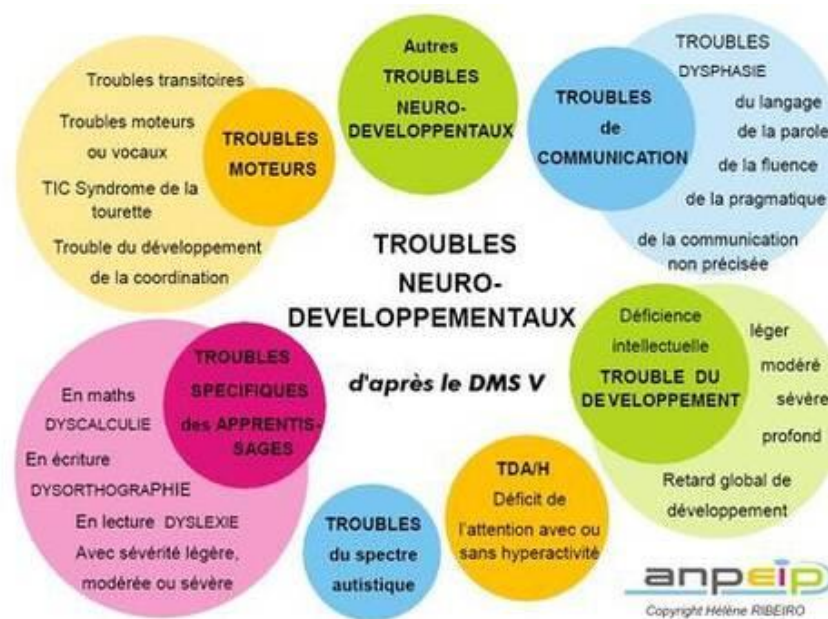 Troubles transitoires
Troubles moteurs
ou vocaux
TIC Syndrome de la
tourette
Trouble du développement
de la coordination
TROUBLES
MOTEURS
Autres
TROUBLES
NEURO-
DEVELOPPENTAUX
TROUBLES
de
COMMUNICATION
TROUBLES
DYSPHASIE
du langage
de la parole
de la fluence
de la pragmatique
de la communication
non précisée
TROUBLES
NEURO-
DEVELOPPEMENTAUX
d'après le DMS V
TROUBLES
SPECIFIQUES
des APPRENTIS-
SAGES
En maths
DYSCALCULIE
En écriture
DYSORTHOGRAPHIE
En lecture DYSLEXIE
Avec sévérité légère,
modérée ou sévère
TROUBLES
du spectre
autistique
TDA/H
Déficit de
l'attention avec ou
sans hyperactivité
Déficience
intellectuelle
TROUBLE DU
DEVELOPPEMENT
léger
modéré
sévère
profond
Retard global de
développement
anpeip
Copyright Hélène RIBEIRO